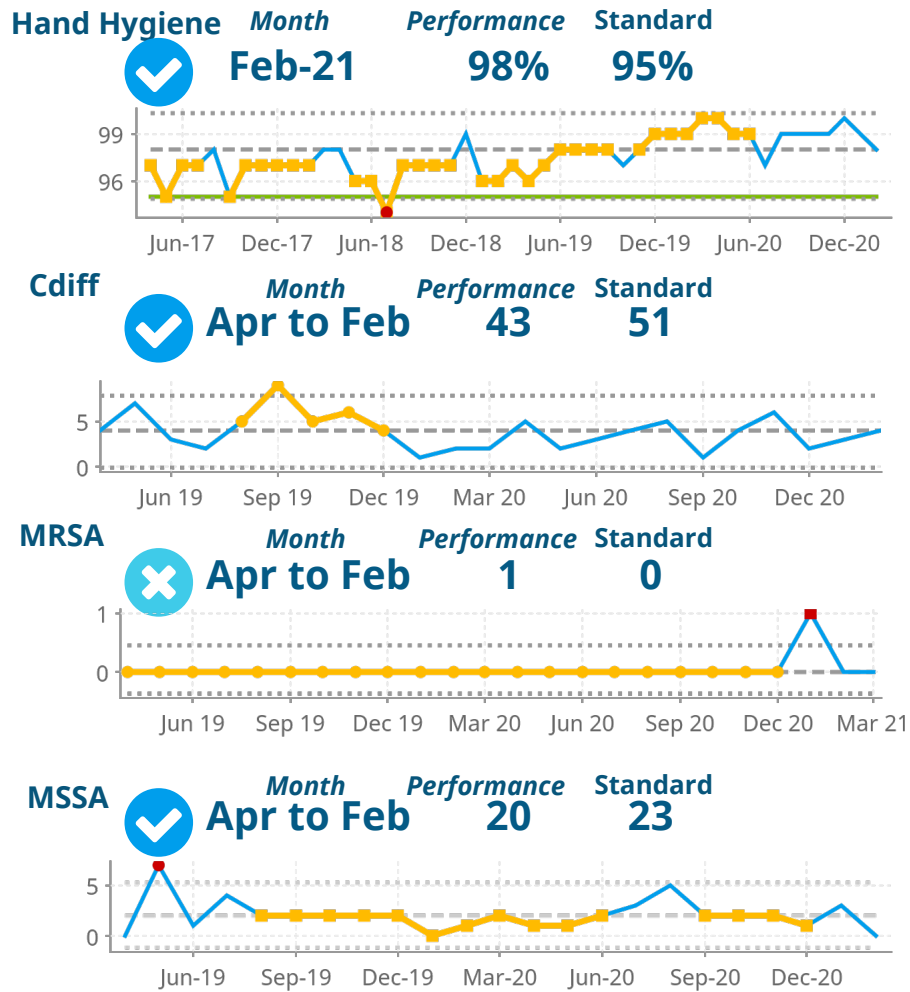 Hand Hygiene Month Performance Standard
Feb-21 98% 95%
99
96
Jun-17 Dec-17 Jun-18 Dec-18 Jun-19 Dec-19 Jun-20 Dec-20
Cdiff Month Performance Standard
Apr to Feb 43 51
5
0
Jun 19 Sep 19 Dec 19 Mar 20 Jun 20 Sep 20 Dec 20
MRSA Month Performance Standard
Apr to Feb 1 0
1
0
Jun 19 Sep 19 Dec 19 Mar 20 Jun 20 Sep 20 Dec 20 Mar 21
MSSA Month Performance Standard
Apr to Feb 20 23
5
0
Jun-19 Sep-19 Dec-19 Mar-20 Jun-20 Sep-20 Dec-20